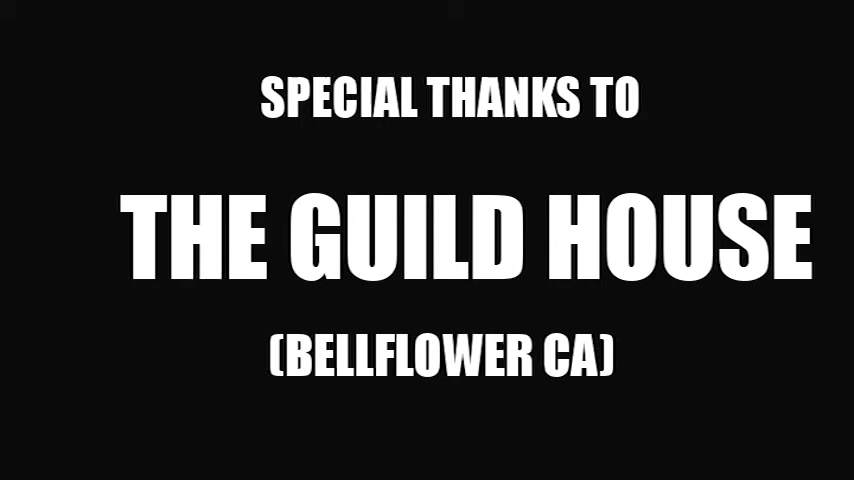 SPECIAL THANKS TO
THE GUILD HOUSE
(BELLFLOWER CA)